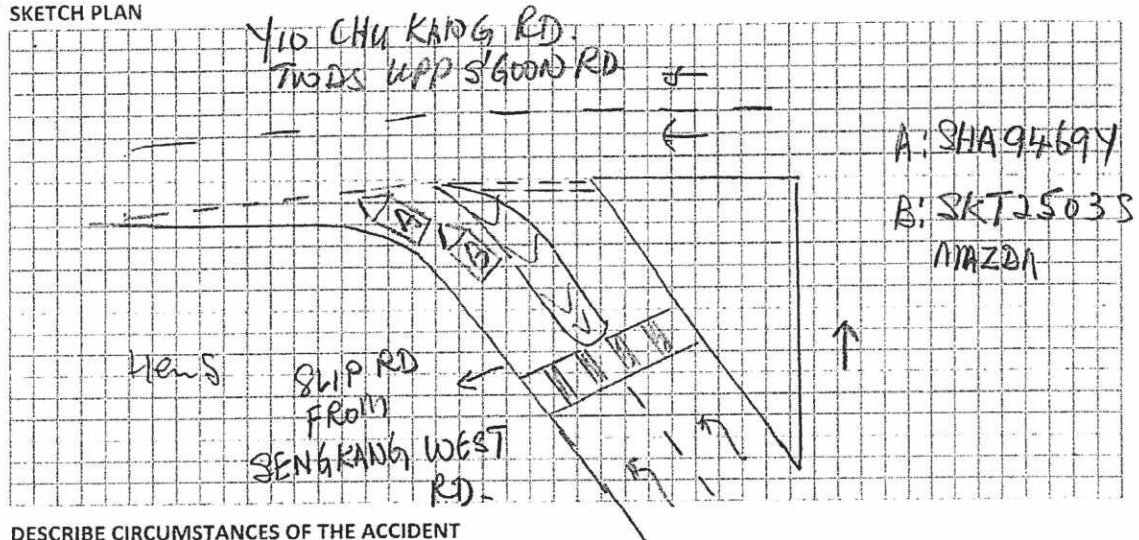 SKETCH PLAN
YIO CHU KANG RD.
TWDS UPP S'GOON RD
A: SHA9469Y
B: SKT2503S
MAZDA
A
B
SLIP RD
FROM
SENGKANG WEST
RD.
DESCRIBE CIRCUMSTANCES OF THE ACCIDENT